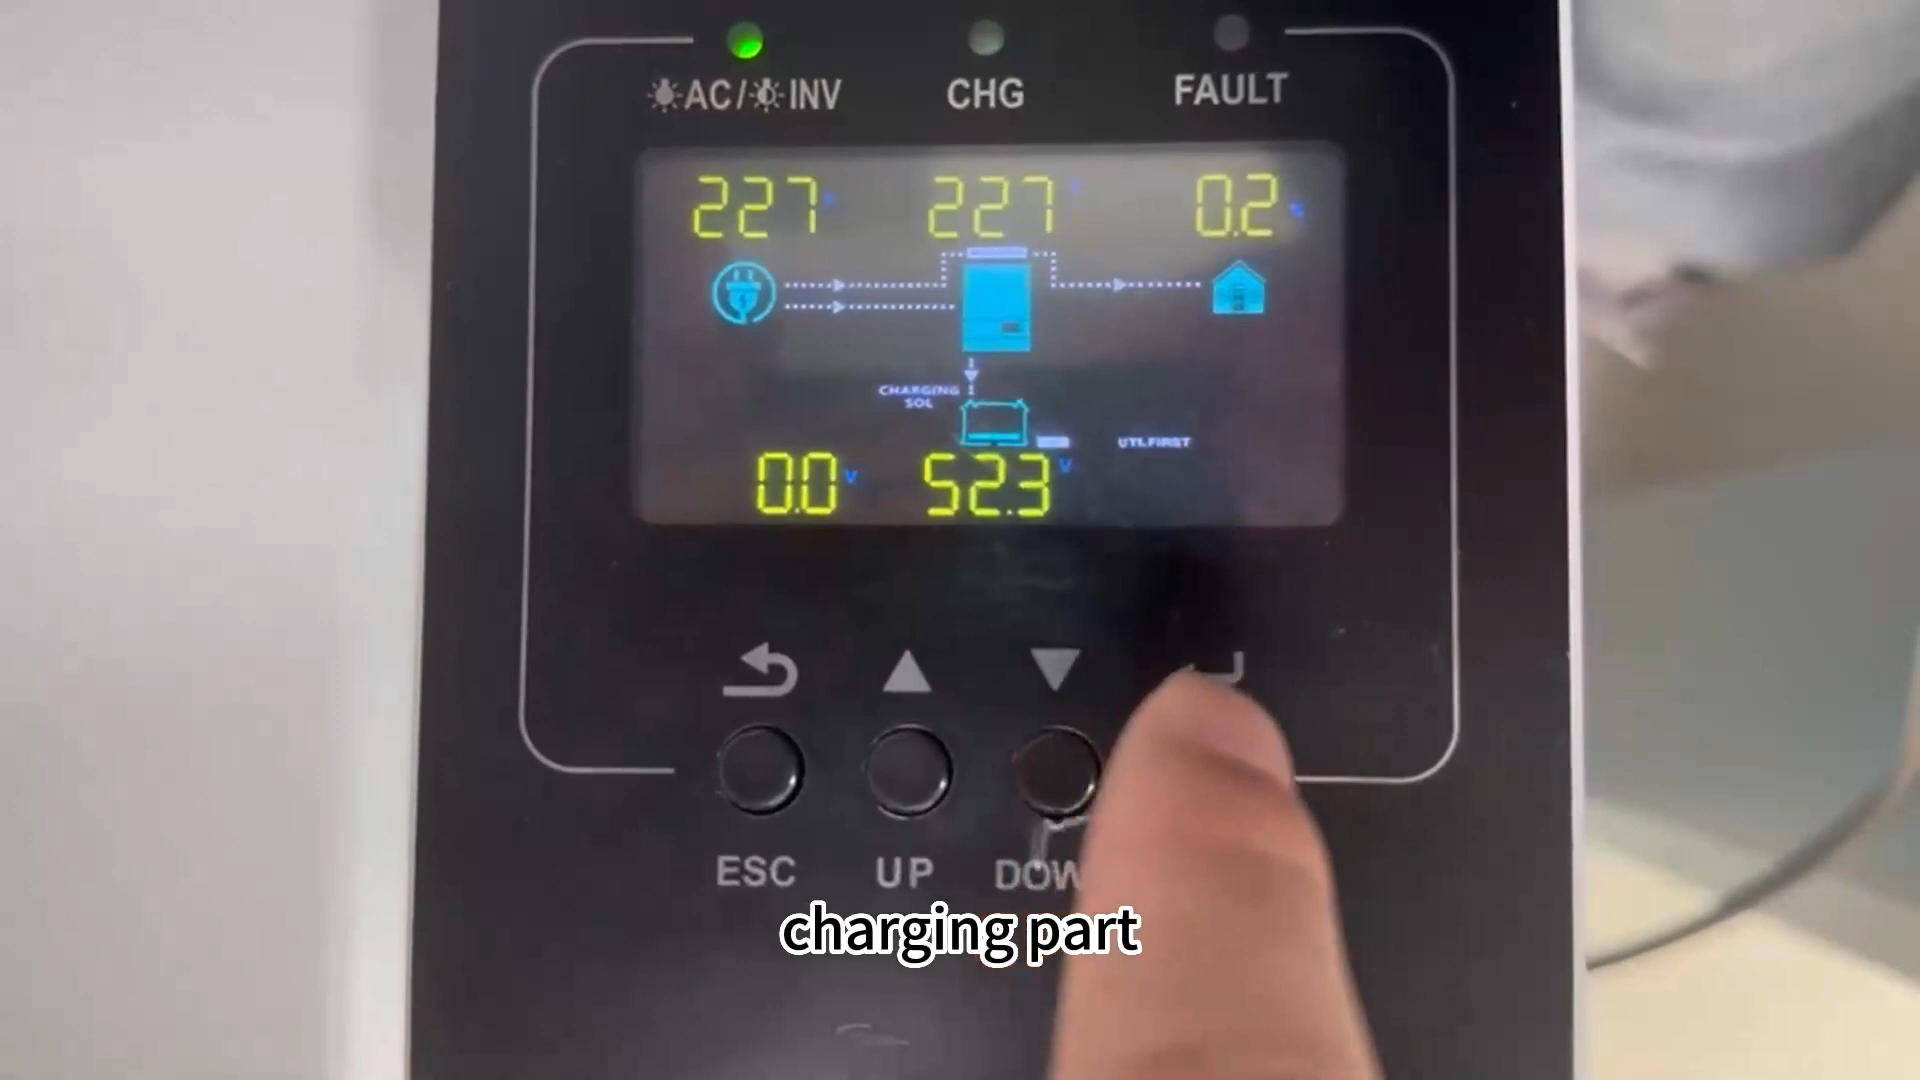 AC/ INV CHG FAULT
227 227 0.2
CHARGING
SOL
UTL FIRST
0.0 V 52.3 V
ESC UP DOW
charging part